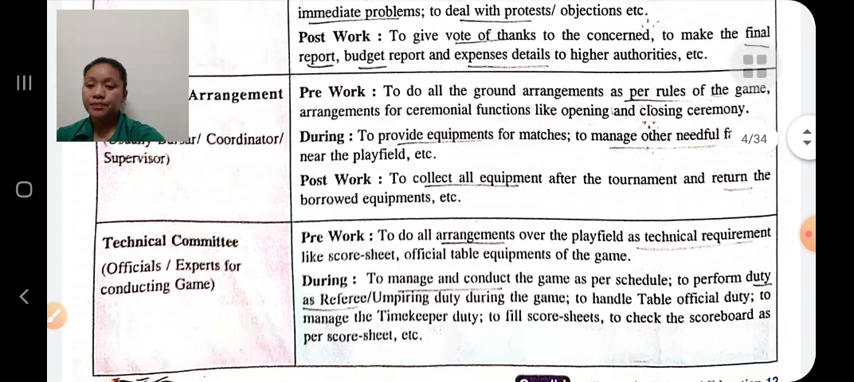 immediate problems; to deal with protests/ objections etc.
Post Work : To give vote of thanks to the concerned, to make the final
report, budget report and expenses details to higher authorities, etc.
Arrangement
/ Coordinator/
Supervisor)
Pre Work : To do all the ground arrangements as per rules of the game,
arrangements for ceremonial functions like opening and closing ceremony.
During : To provide equipments for matches; to manage other needful
near the playfield, etc.
Post Work : To collect all equipment after the tournament and return the
borrowed equipments, etc.
4/34
Technical Committee
(Officials / Experts for
conducting Game)
Pre Work : To do all arrangements over the playfield as technical requirement
like score-sheet, official table equipments of the game.
During : To manage and conduct the game as per schedule; to perform duty
as Referee/Umpiring duty during the game; to handle Table official duty; to
manage the Timekeeper duty; to fill score-sheets, to check the scoreboard as
per score-sheet, etc.